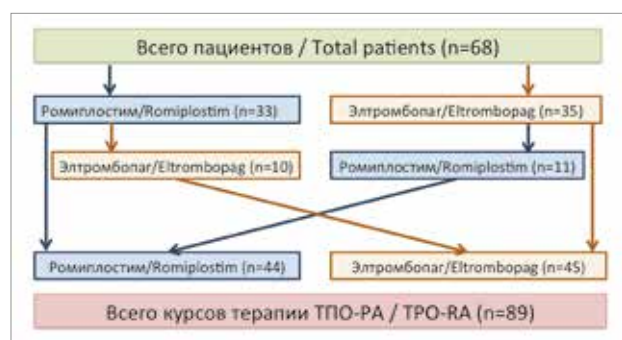 Всего пациентов / Total patients (n=68)
Ромиплостим/Romiplostim (n=33)
Элтромбопаг/Eltrombopag (n=35)
Элтромбопаг/Eltrombopag (n=10)
Ромиплостим/Romiplostim (n=11)
Ромиплостим/Romiplostim (n=44)
Элтромбопаг/Eltrombopag (n=45)
Всего курсов терапии ТПО-РА / TPO-RA (n=89)